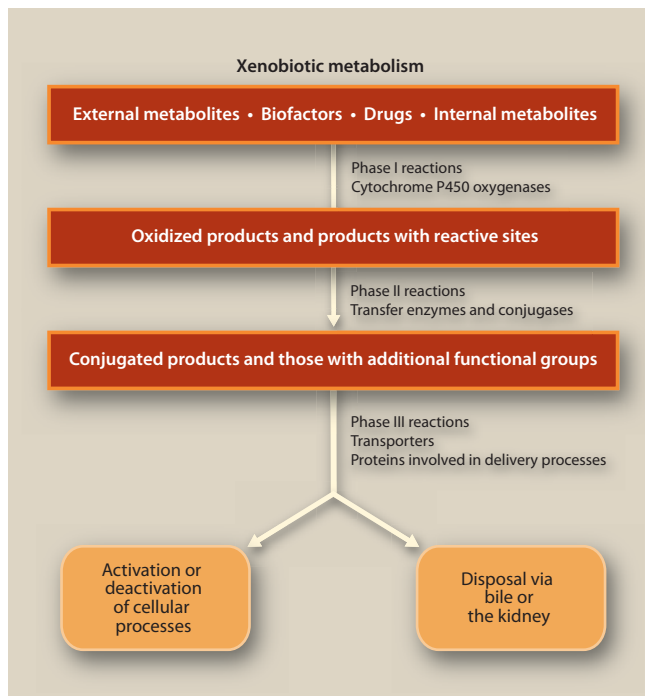 Xenobiotic metabolism
External metabolites • Biofactors • Drugs • Internal metabolites
Phase I reactions
Cytochrome P450 oxygenases
Oxidized products and products with reactive sites
Phase II reactions
Transfer enzymes and conjugases
Conjugated products and those with additional functional groups
Phase III reactions
Transporters
Proteins involved in delivery processes
Activation or
deactivation
of cellular
processes
Disposal via
bile or
the kidney